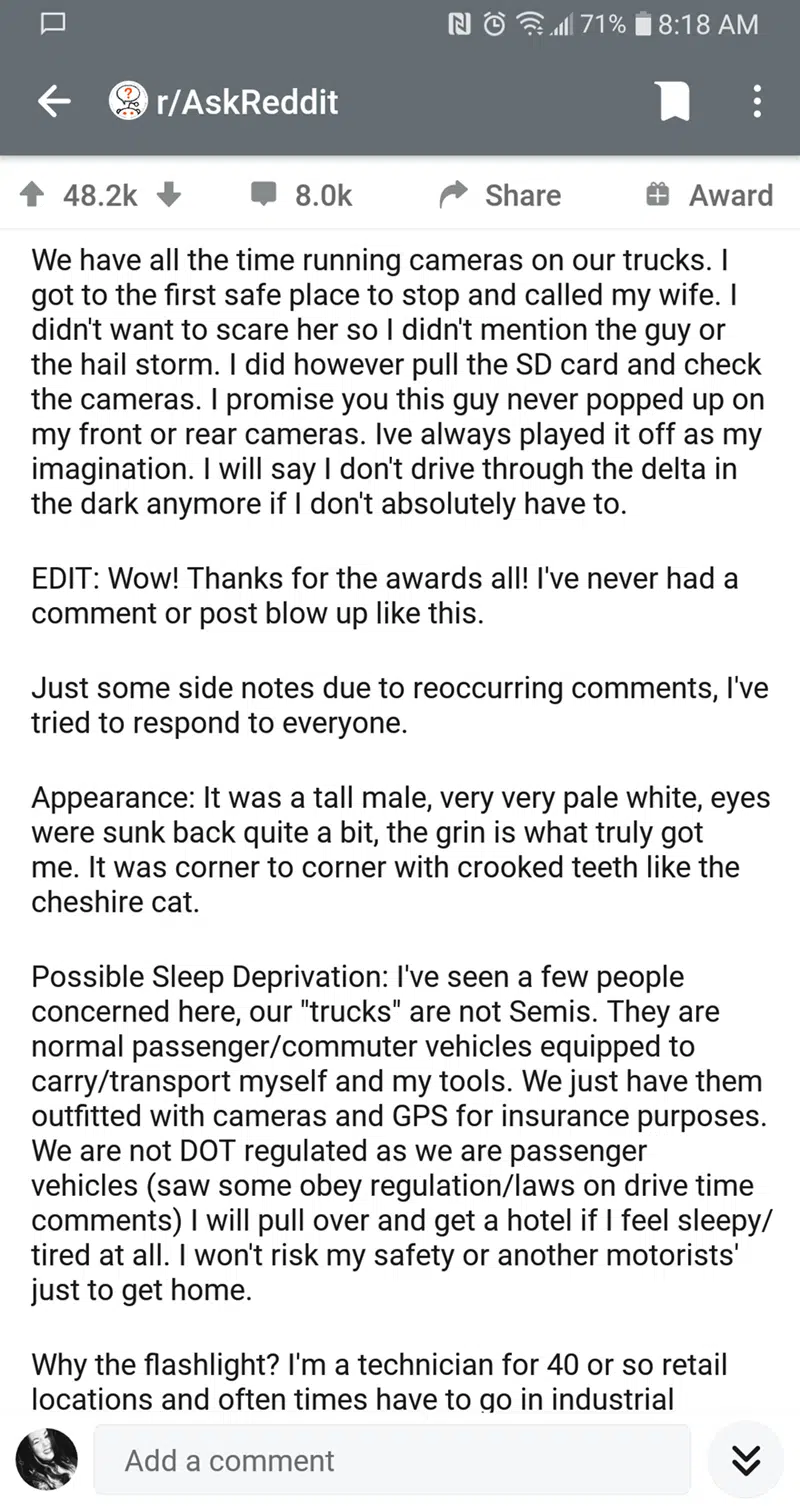 71% 8:18 AM
r/AskReddit
48.2k 8.0k Share Award
We have all the time running cameras on our trucks. I
got to the first safe place to stop and called my wife. I
didn't want to scare her so I didn't mention the guy or
the hail storm. I did however pull the SD card and check
the cameras. I promise you this guy never popped up on
my front or rear cameras. Ive always played it off as my
imagination. I will say I don't drive through the delta in
the dark anymore if I don't absolutely have to.
EDIT: Wow! Thanks for the awards all! I've never had a
comment or post blow up like this.
Just some side notes due to reoccurring comments, I've
tried to respond to everyone.
Appearance: It was a tall male, very very pale white, eyes
were sunk back quite a bit, the grin is what truly got
me. It was corner to corner with crooked teeth like the
cheshire cat.
Possible Sleep Deprivation: I've seen a few people
concerned here, our "trucks" are not Semis. They are
normal passenger/commuter vehicles equipped to
carry/transport myself and my tools. We just have them
outfitted with cameras and GPS for insurance purposes.
We are not DOT regulated as we are passenger
vehicles (saw some obey regulation/laws on drive time
comments) I will pull over and get a hotel if I feel sleepy/
tired at all. I won't risk my safety or another motorists'
just to get home.
Why the flashlight? I'm a technician for 40 or so retail
locations and often times have to go in industrial
Add a comment